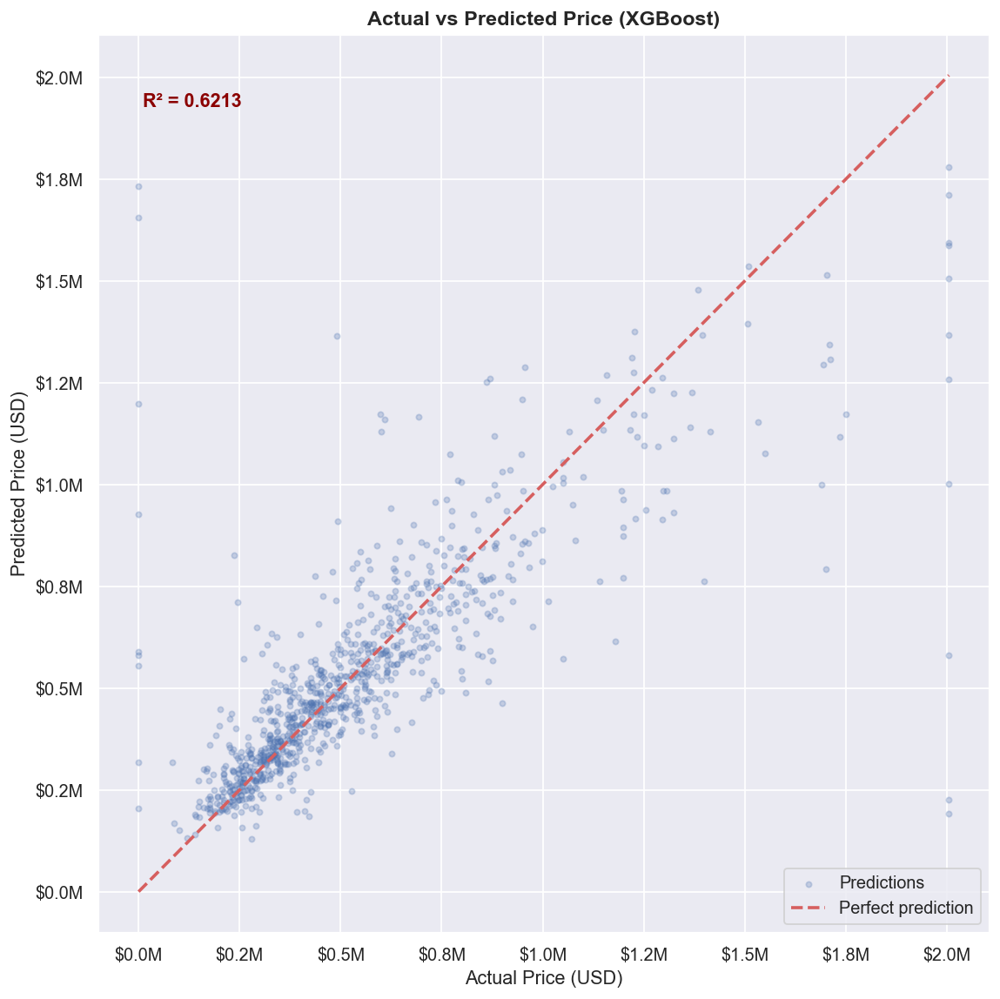 Actual vs Predicted Price (XGBoost)
R² = 0.6213
$2.0M
$1.8M
$1.5M
$1.2M
$1.0M
$0.8M
$0.5M
$0.2M
$0.0M
Predicted Price (USD)
Predictions
Perfect prediction
$0.0M $0.2M $0.5M $0.8M $1.0M $1.2M $1.5M $1.8M $2.0M
Actual Price (USD)